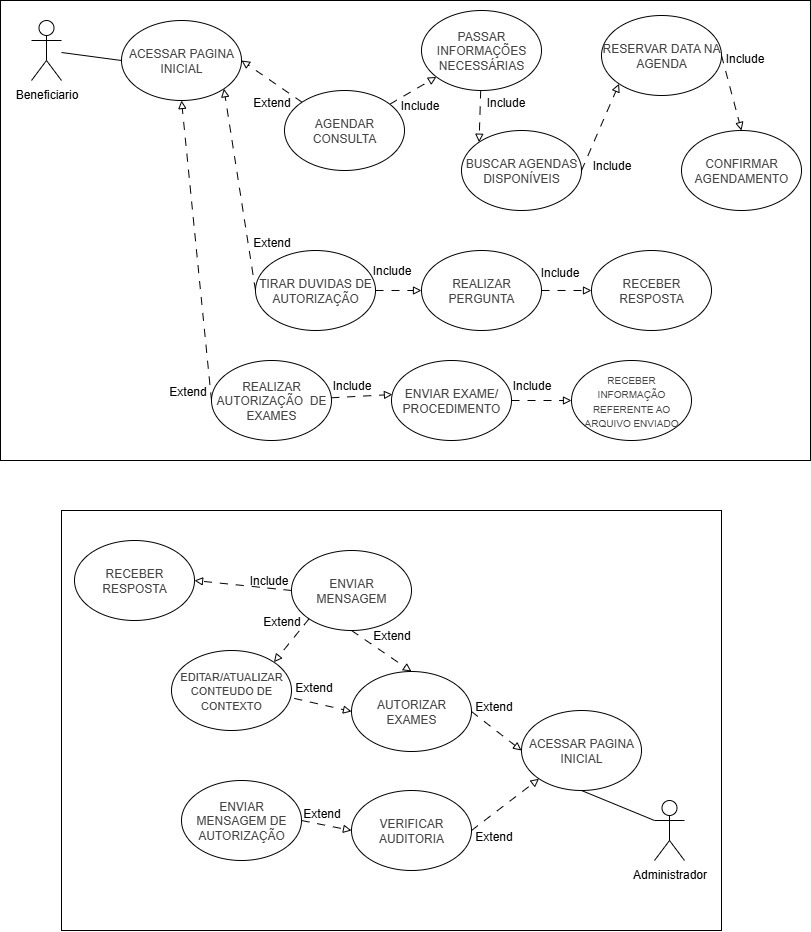 Beneficiario
ACESSAR PAGINA
INICIAL
Extend
AGENDAR
CONSULTA
Include
PASSAR
INFORMAÇÕES
NECESSÁRIAS
Include
BUSCAR AGENDAS
DISPONÍVEIS
Include
RESERVAR DATA NA
AGENDA
Include
CONFIRMAR
AGENDAMENTO
Extend
TIRAR DUVIDAS DE
AUTORIZAÇÃO
Include
REALIZAR
PERGUNTA
Include
RECEBER
RESPOSTA
Extend
REALIZAR
AUTORIZAÇÃO DE
EXAMES
Include
ENVIAR EXAME/
PROCEDIMENTO
Include
RECEBER
INFORMAÇÃO
REFERENTE AO
ARQUIVO ENVIADO
RECEBER
RESPOSTA
Include
ENVIAR
MENSAGEM
Extend
Extend
EDITAR/ATUALIZAR
CONTEUDO DE
CONTEXTO
Extend
AUTORIZAR
EXAMES
Extend
ACESSAR PAGINA
INICIAL
ENVIAR
MENSAGEM DE
AUTORIZAÇÃO
Extend
VERIFICAR
AUDITORIA
Extend
Administrador